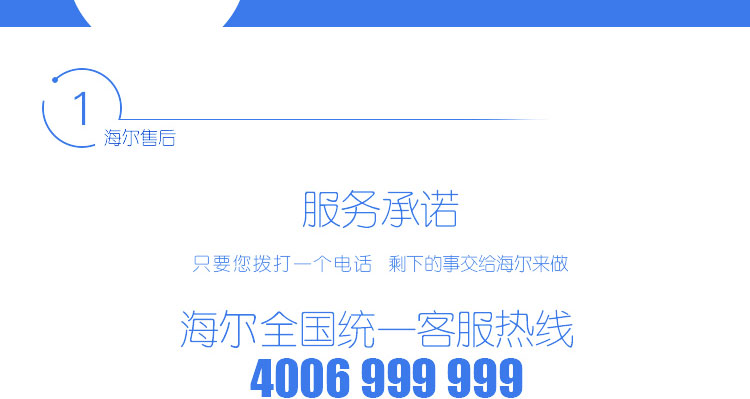 1
海尔售后
服务承诺
只要您拨打一个电话 剩下的事交给海尔来做
海尔全国统一客服热线
4006 999 999